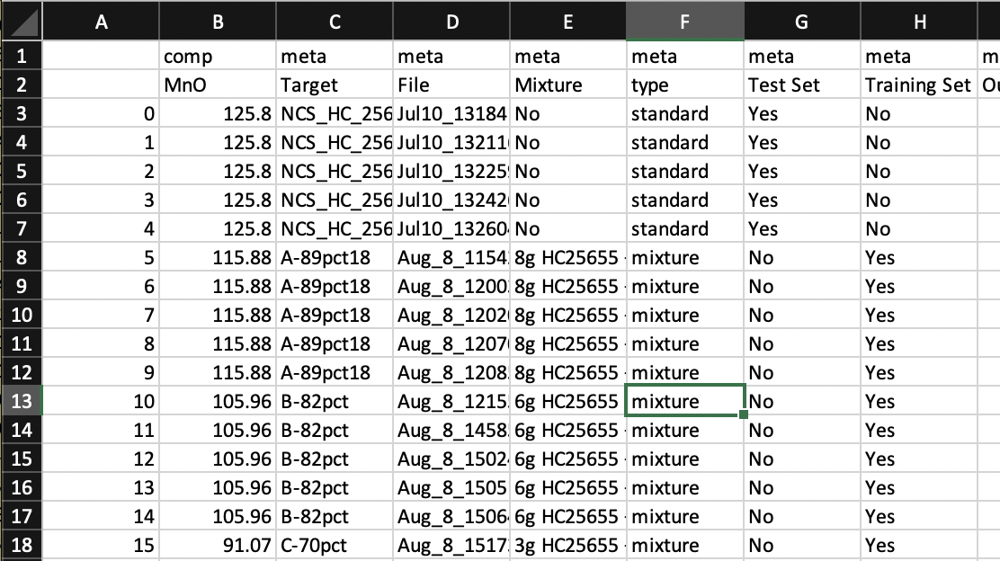 A B C D E F G H
1 comp meta meta meta meta meta meta m
2 MnO Target File Mixture type Test Set Training Set Ou
3 0 125.8 NCS_HC_256 Jul10_13184 No standard Yes No
4 1 125.8 NCS_HC_256 Jul10_13211 No standard Yes No
5 2 125.8 NCS_HC_256 Jul10_13225 No standard Yes No
6 3 125.8 NCS_HC_256 Jul10_13242 No standard Yes No
7 4 125.8 NCS_HC_256 Jul10_13260 No standard Yes No
8 5 115.88 A-89pct18 Aug_8_1154 8g HC25655 mixture No Yes
9 6 115.88 A-89pct18 Aug_8_1200 8g HC25655 mixture No Yes
10 7 115.88 A-89pct18 Aug_8_1202 8g HC25655 mixture No Yes
11 8 115.88 A-89pct18 Aug_8_1207 8g HC25655 mixture No Yes
12 9 115.88 A-89pct18 Aug_8_1208 8g HC25655 mixture No Yes
13 10 105.96 B-82pct Aug_8_1215 6g HC25655 mixture No Yes
14 11 105.96 B-82pct Aug_8_1458 6g HC25655 mixture No Yes
15 12 105.96 B-82pct Aug_8_1502 6g HC25655 mixture No Yes
16 13 105.96 B-82pct Aug_8_1505 6g HC25655 mixture No Yes
17 14 105.96 B-82pct Aug_8_1506 6g HC25655 mixture No Yes
18 15 91.07 C-70pct Aug_8_1517 3g HC25655 mixture No Yes